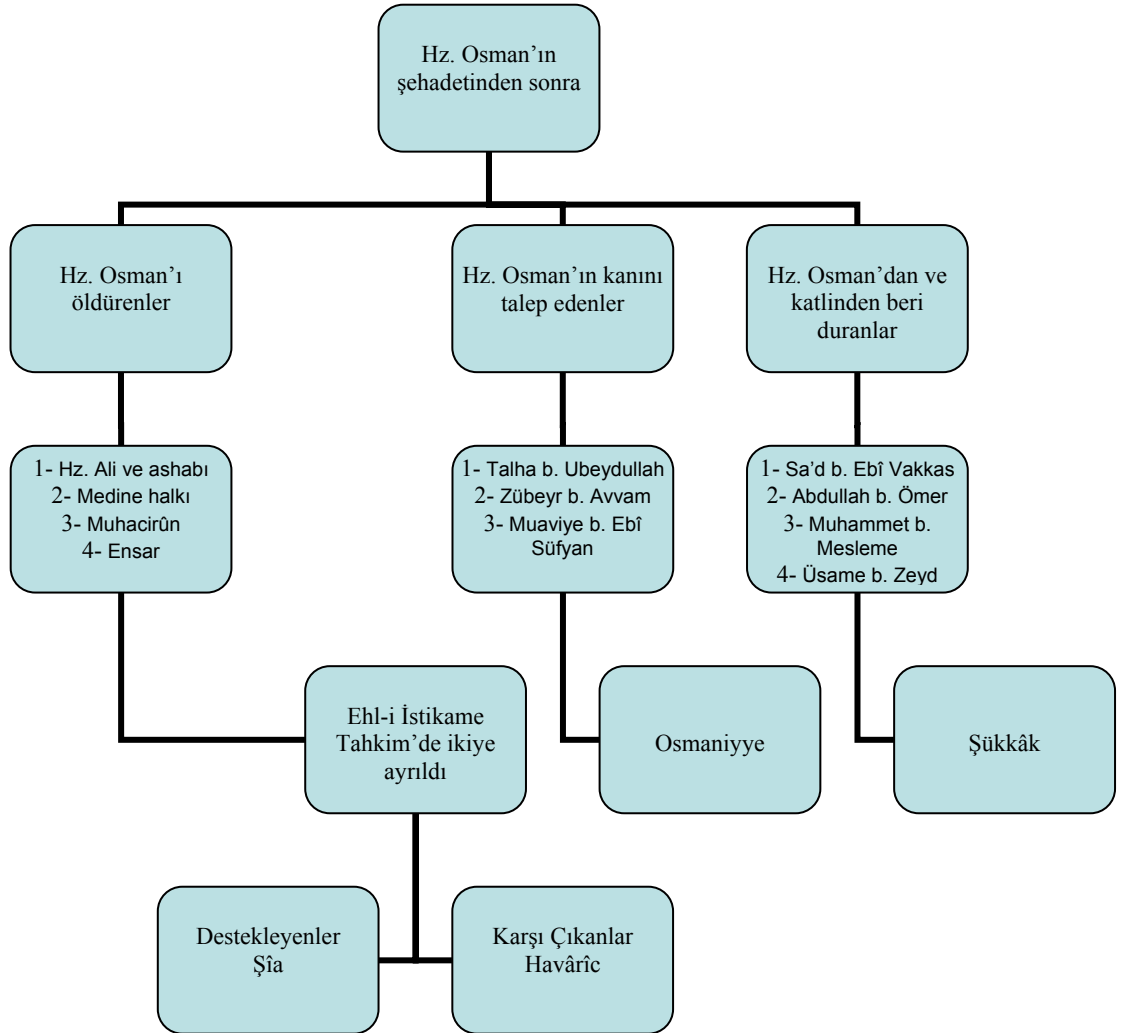 Hz. Osman’ın
şehadetinden sonra
Hz. Osman’ı
öldürenler
Hz. Osman’ın kanını
talep edenler
Hz. Osman’dan ve
katlinden beri
duranlar
1- Hz. Ali ve ashabı
2- Medine halkı
3- Muhacirûn
4- Ensar
1- Talha b. Ubeydullah
2- Zübeyr b. Avvam
3- Muaviye b. Ebî
Süfyan
1- Sa’d b. Ebî Vakkas
2- Abdullah b. Ömer
3- Muhammet b.
Mesleme
4- Üsame b. Zeyd
Ehl-i İstikame
Tahkim’de ikiye
ayrıldı
Osmaniyye
Şükkâk
Destekleyenler
Şîa
Karşı Çıkanlar
Havâric